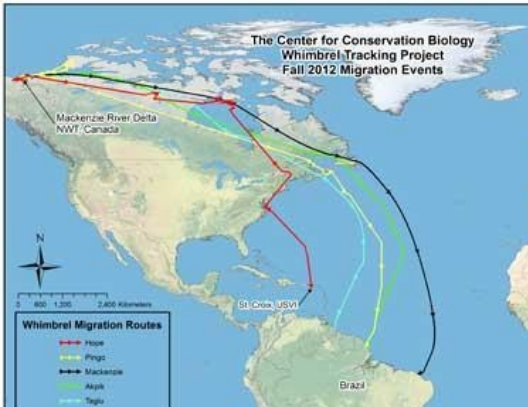 The Center for Conservation Biology
Whimbrel Tracking Project
Fall 2012 Migration Events
Mackenzie River Delta
NWT, Canada
N
0 600 1,200 2,400 Kilometers
St. Croix, USVI
Whimbrel Migration Routes
Hope
Pingo
Mackenzie
Akpik
Taglu
Brazil